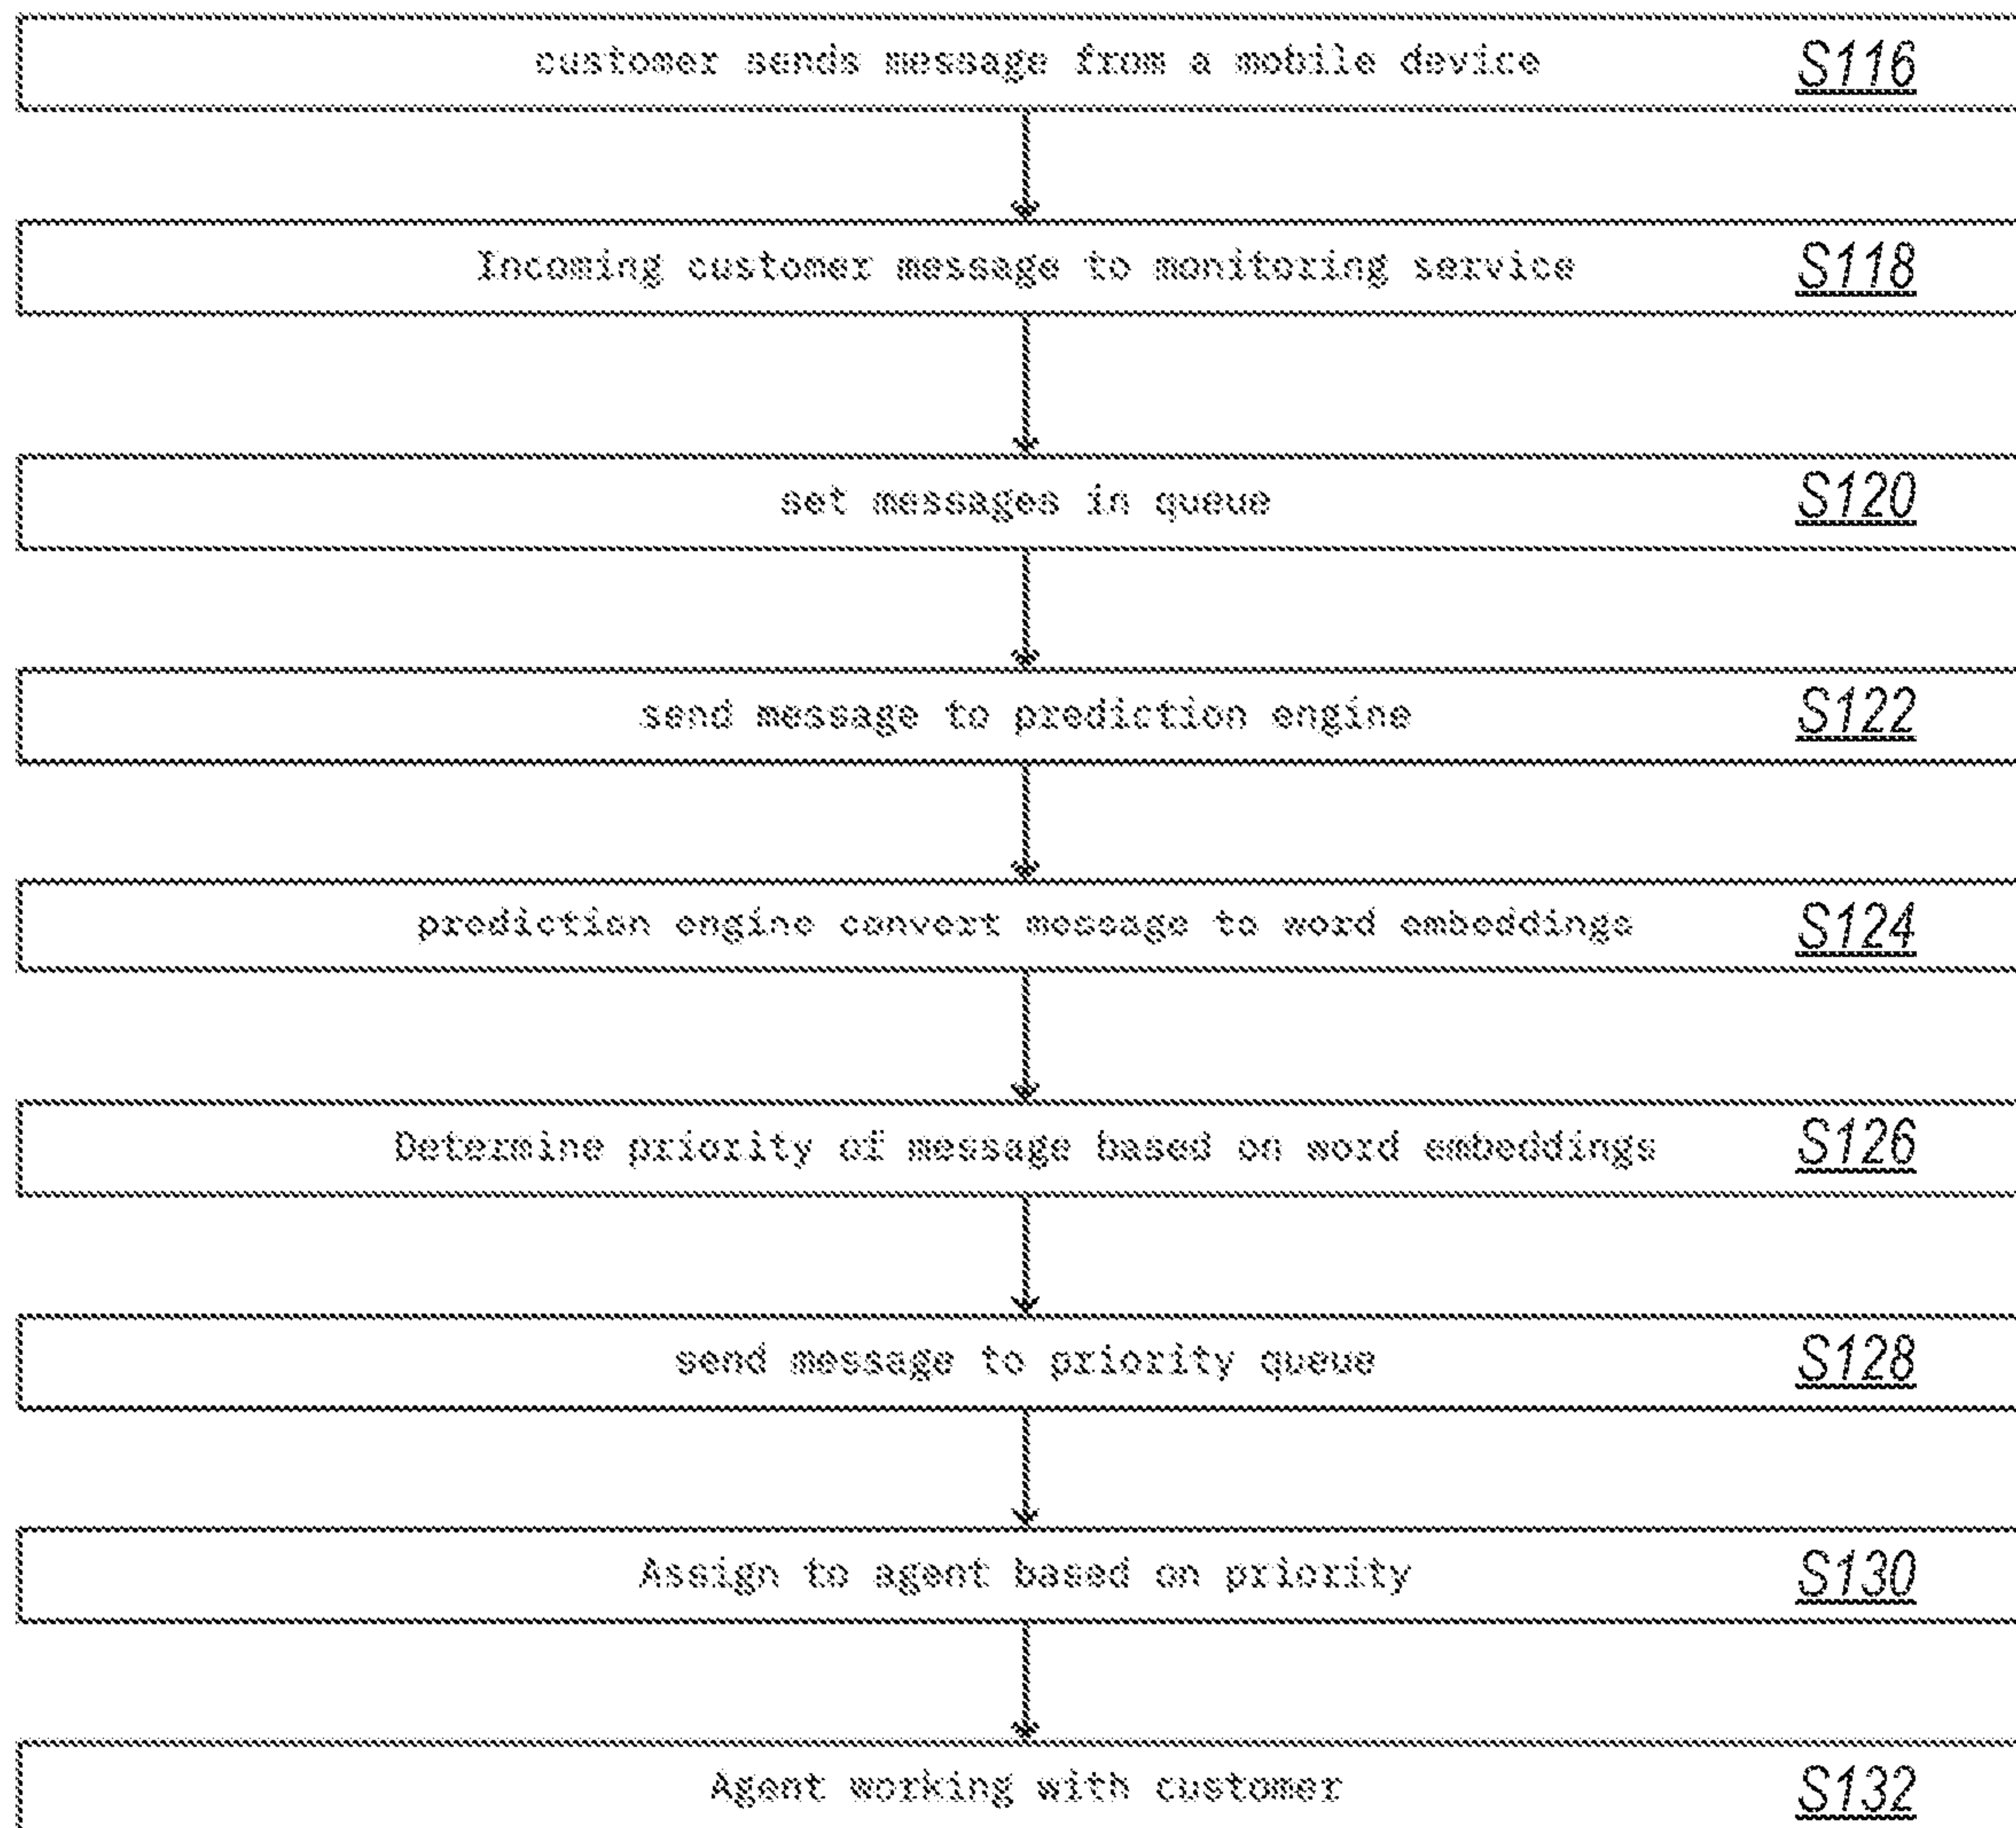 customer sends message from a mobile device S116
Incoming customer message to monitoring service S118
set messages in queue S120
send message to prediction engine S122
prediction engine convert message to word embeddings S124
Determine priority of message based on word embeddings S126
send message to priority queue S128
Assign to agent based on priority S130
Agent working with customer S132